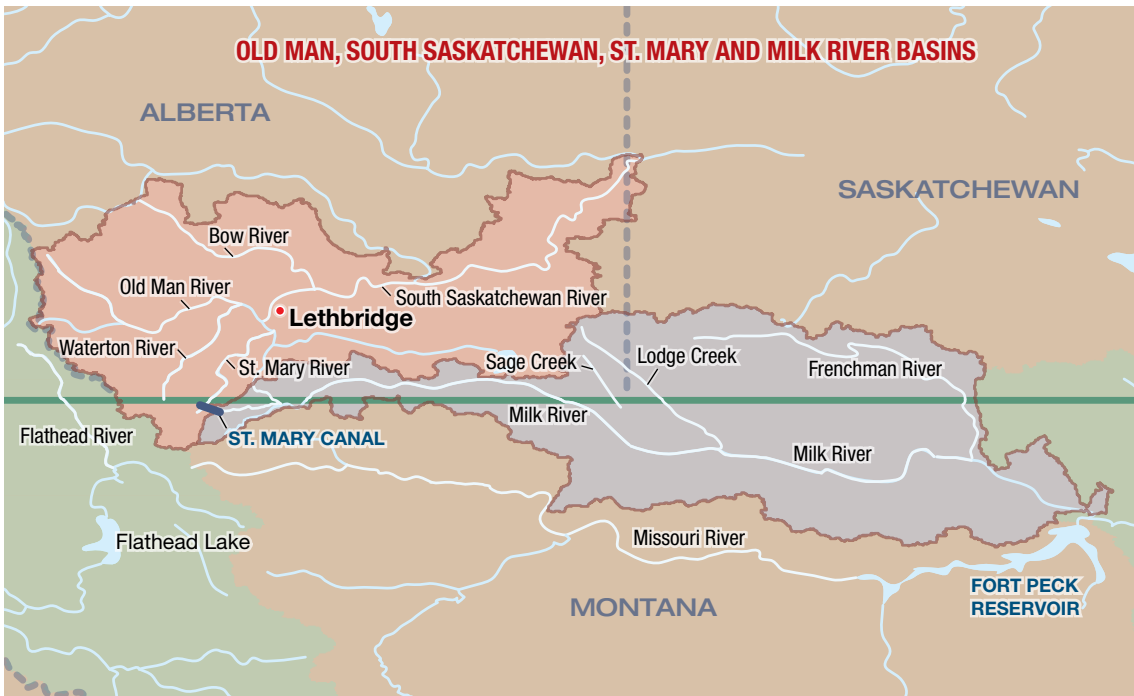 OLD MAN, SOUTH SASKATCHEWAN, ST. MARY AND MILK RIVER BASINS
ALBERTA
SASKATCHEWAN
Bow River
Old Man River
South Saskatchewan River
Lethbridge
Waterton River
St. Mary River
Sage Creek
Lodge Creek
Frenchman River
Milk River
Flathead River
ST. MARY CANAL
Milk River
Flathead Lake
Missouri River
FORT PECK
RESERVOIR
MONTANA